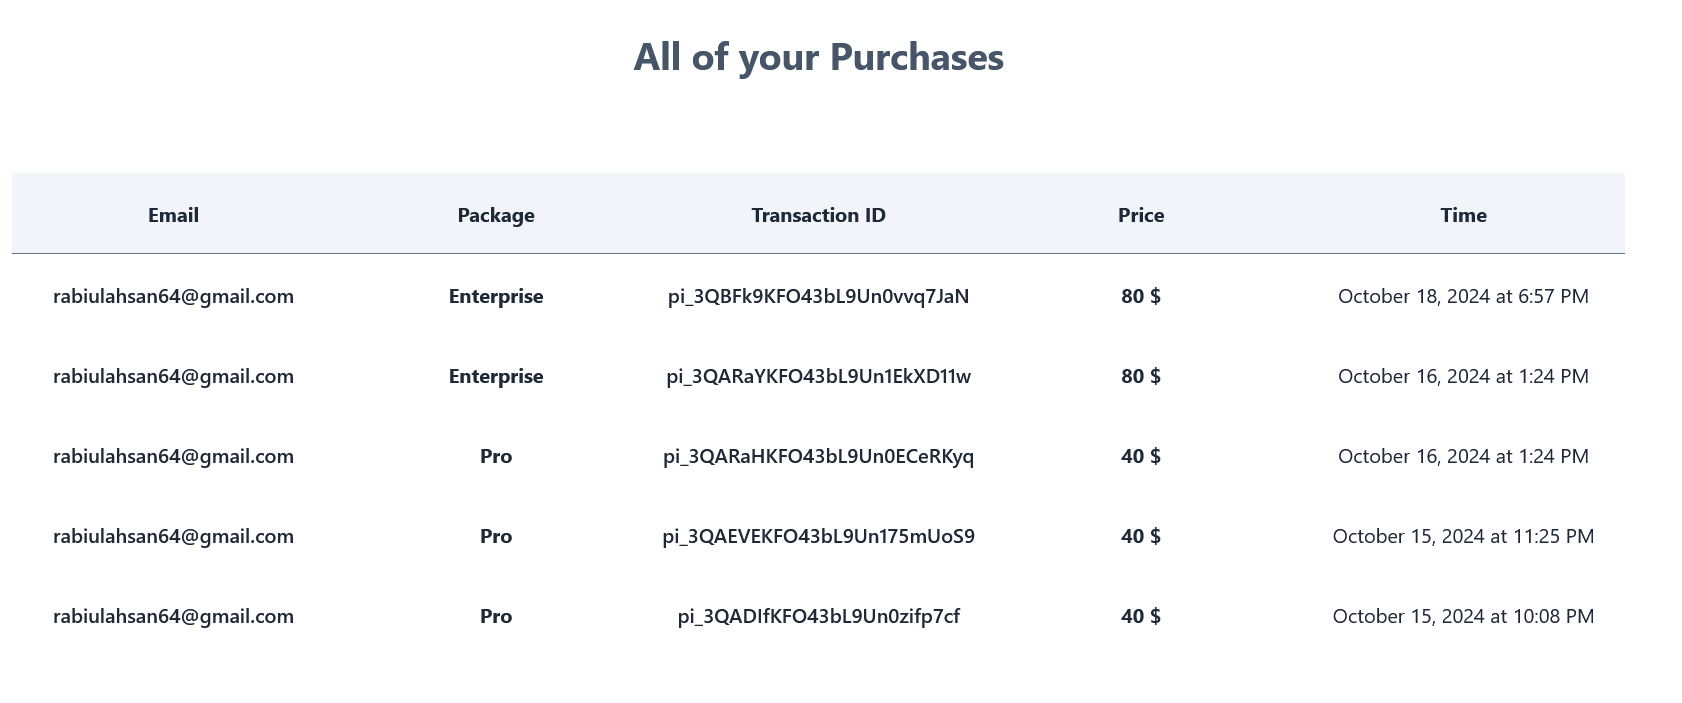 All of your Purchases
Email Package Transaction ID Price Time
rabiulahsan64@gmail.com Enterprise pi_3QBFk9KFO43bL9Un0vvq7JaN 80 $ October 18, 2024 at 6:57 PM
rabiulahsan64@gmail.com Enterprise pi_3QARaYKFO43bL9Un1EkXD11w 80 $ October 16, 2024 at 1:24 PM
rabiulahsan64@gmail.com Pro pi_3QARaHKFO43bL9Un0ECeRKyq 40 $ October 16, 2024 at 1:24 PM
rabiulahsan64@gmail.com Pro pi_3QAEVEKFO43bL9Un175mUoS9 40 $ October 15, 2024 at 11:25 PM
rabiulahsan64@gmail.com Pro pi_3QADIfKFO43bL9Un0zifp7cf 40 $ October 15, 2024 at 10:08 PM